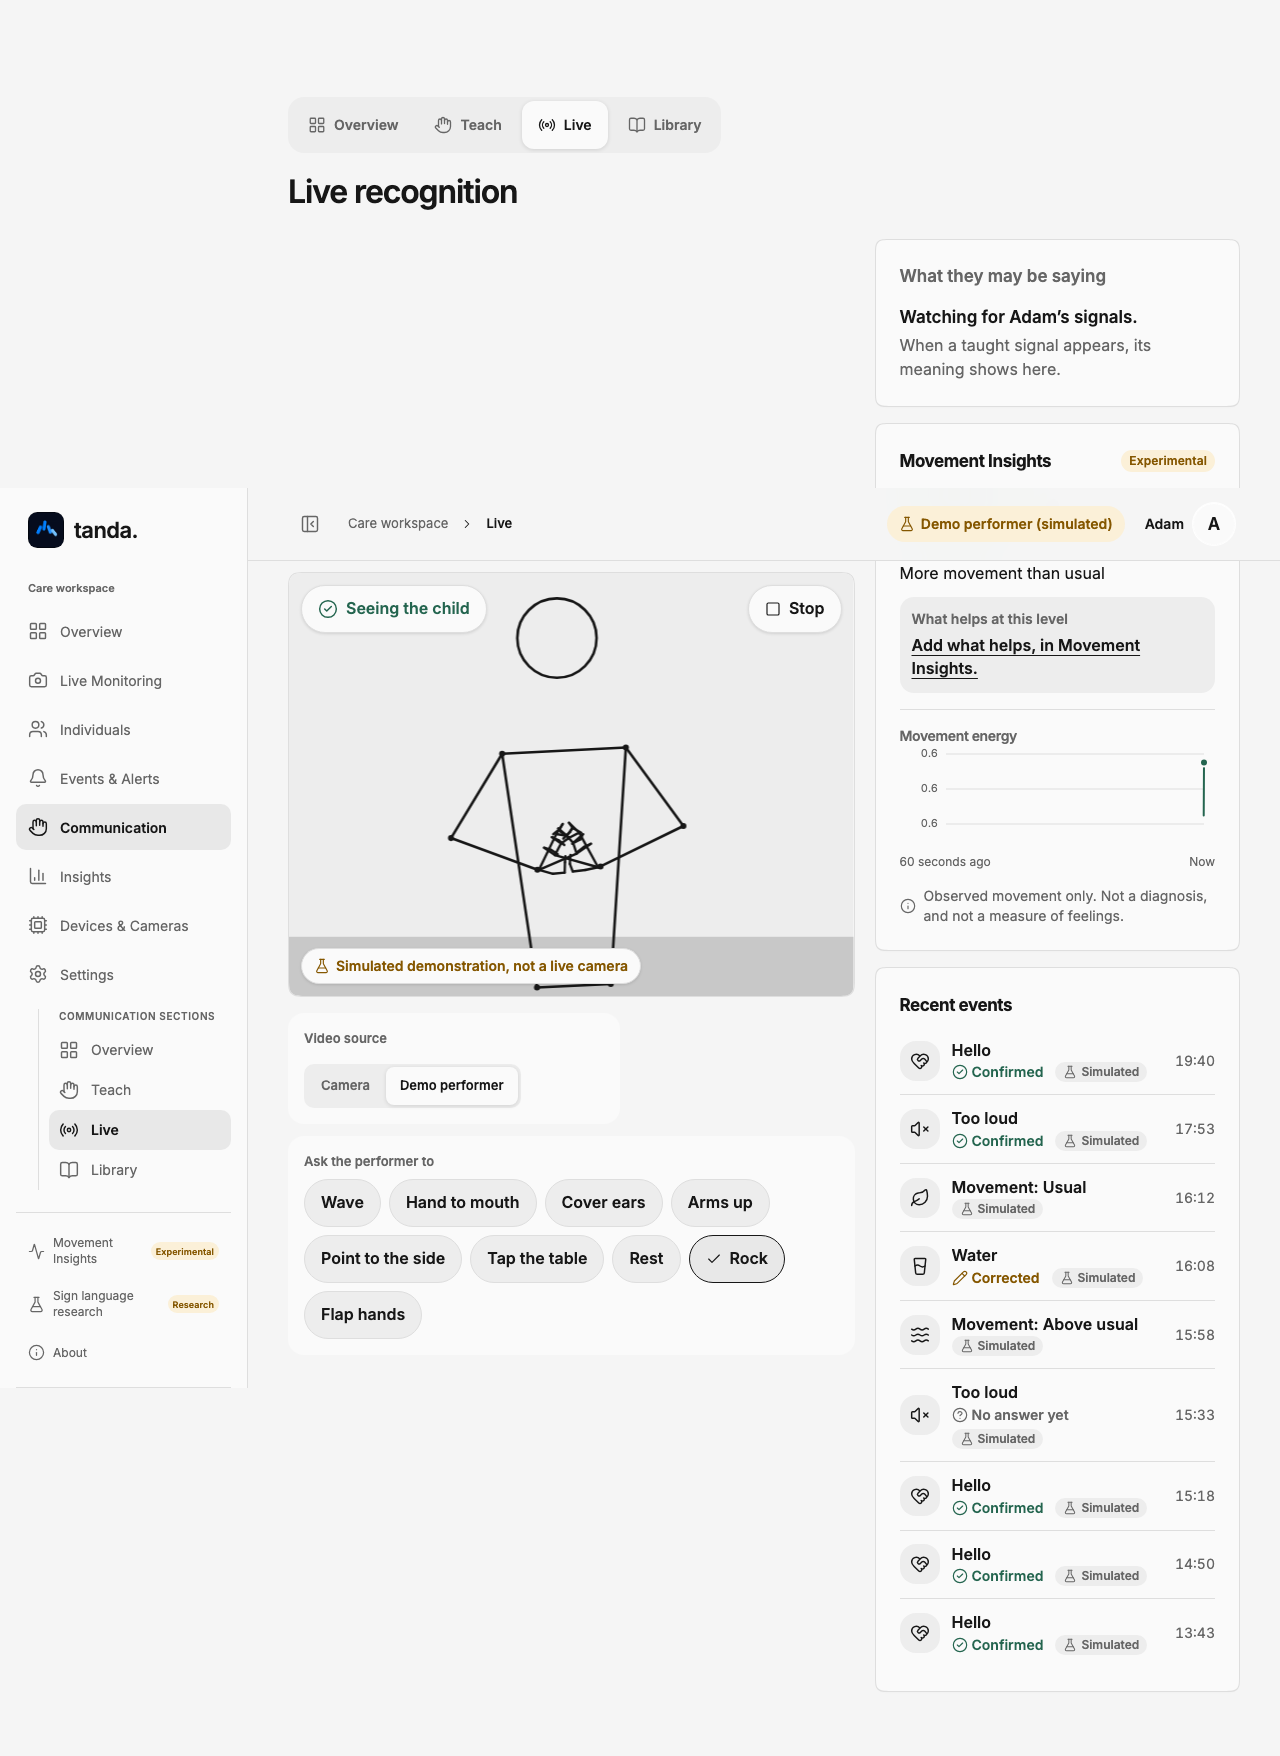 Overview
Teach
Live
Library
Live recognition
What they may be saying
Watching for Adam’s signals.
When a taught signal appears, its
meaning shows here.
Movement Insights
Experimental
tanda.
Care workspace
Overview
Live Monitoring
Individuals
Events & Alerts
Communication
Insights
Devices & Cameras
Settings
COMMUNICATION SECTIONS
Overview
Teach
Live
Library
Movement
Insights
Experimental
Sign language
research
Research
About
Care workspace
Live
Demo performer (simulated)
Adam
A
Seeing the child
Stop
Simulated demonstration, not a live camera
Video source
Camera
Demo performer
Ask the performer to
Wave
Hand to mouth
Cover ears
Arms up
Point to the side
Tap the table
Rest
Rock
Flap hands
More movement than usual
What helps at this level
Add what helps, in Movement
Insights.
Movement energy
0.6
0.6
0.6
60 seconds ago
Now
Observed movement only. Not a diagnosis,
and not a measure of feelings.
Recent events
Hello
Confirmed
Simulated
19:40
Too loud
Confirmed
Simulated
17:53
Movement: Usual
Simulated
16:12
Water
Corrected
Simulated
16:08
Movement: Above usual
Simulated
15:58
Too loud
No answer yet
Simulated
15:33
Hello
Confirmed
Simulated
15:18
Hello
Confirmed
Simulated
14:50
Hello
Confirmed
Simulated
13:43